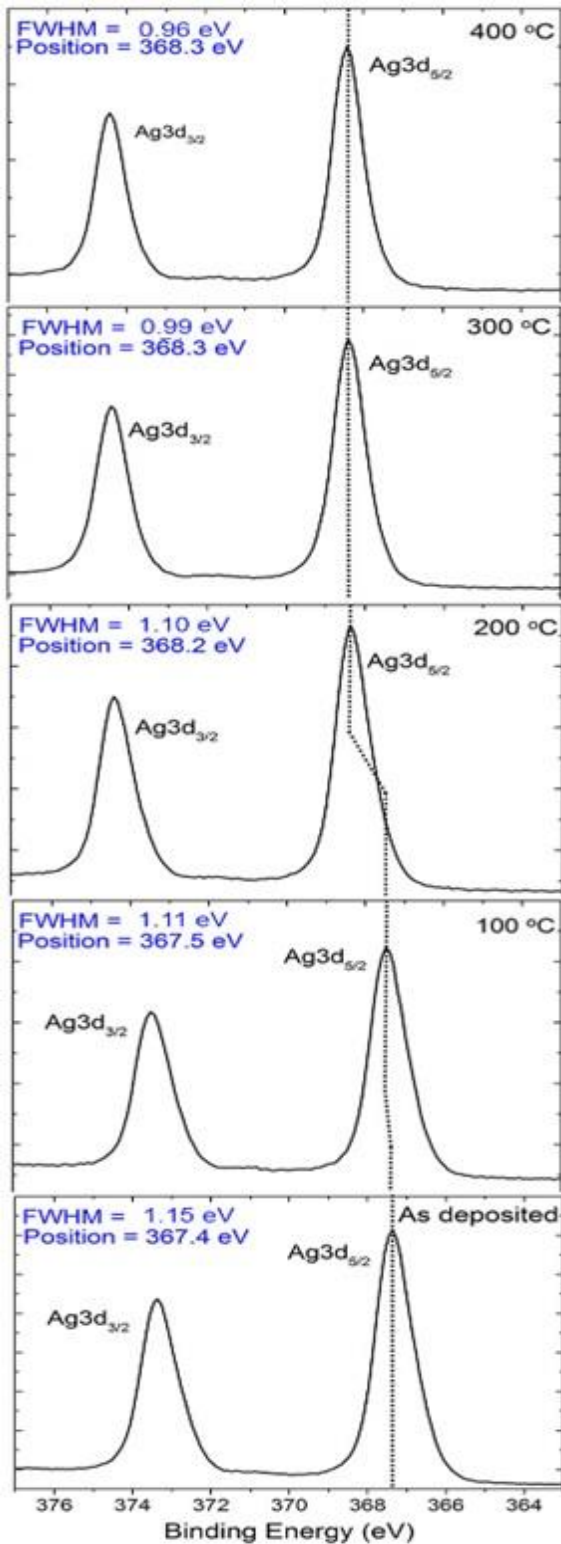 FWHM = 0.96 eV
Position = 368.3 eV
400 °C
Ag3d5/2
Ag3d5/2
FWHM = 0.99 eV
Position = 368.3 eV
300 °C
Ag3d5/2
Ag3d3/2
FWHM = 1.10 eV
Position = 368.2 eV
200 °C
Ag3d5/2
Ag3d3/2
FWHM = 1.11 eV
Position = 367.5 eV
100 °C
Ag3d5/2
Ag3d3/2
FWHM = 1.15 eV
Position = 367.4 eV
As deposited
Ag3d5/2
Ag3d3/2
376 374 372 370 368 366 364
Binding Energy (eV)